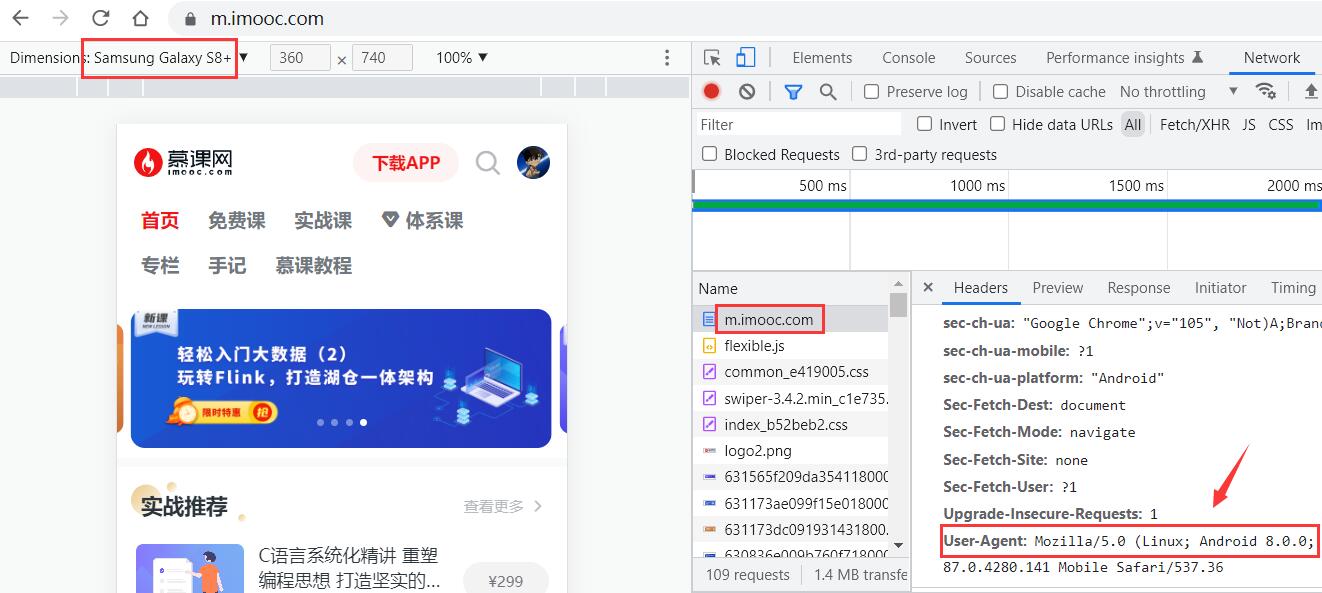 m.imooc.com
Dimensions: Samsung Galaxy S8+ ▼ 360 × 740 100% ▼
慕课网
imooc.com
下载APP
首页 免费课 实战课 体系课
专栏 手记 慕课教程
新课
NEW LESSON
轻松入门大数据（2）
玩转Flink，打造湖仓一体架构
限时特惠 抢
实战推荐 查看更多
C语言系统化精讲 重塑
编程思想 打造坚实的...
¥299
Elements Console Sources Performance insights Network
Preserve log Disable cache No throttling ▼
Filter Invert Hide data URLs All Fetch/XHR JS CSS Im
Blocked Requests 3rd-party requests
500 ms 1000 ms 1500 ms 2000 ms
Name
m.imooc.com
flexible.js
common_e419005.css
swiper-3.4.2.min_c1e735.
index_b52beb2.css
logo2.png
631565f209da354118000
631173ae099f15e018000
631173dc091931431800.
630836e009b760f718000
109 requests 1.4 MB transfe
× Headers Preview Response Initiator Timing
sec-ch-ua: "Google Chrome";v="105", "Not)A;Brand
sec-ch-ua-mobile: ?1
sec-ch-ua-platform: "Android"
Sec-Fetch-Dest: document
Sec-Fetch-Mode: navigate
Sec-Fetch-Site: none
Sec-Fetch-User: ?1
Upgrade-Insecure-Requests: 1
User-Agent: Mozilla/5.0 (Linux; Android 8.0.0;
87.0.4280.141 Mobile Safari/537.36